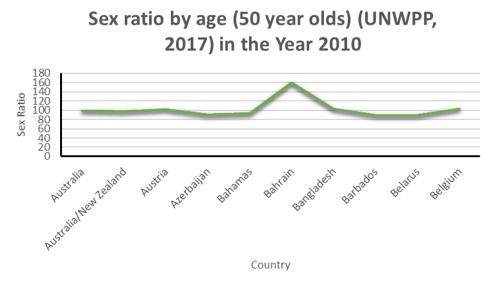 Sex ratio by age (50 year olds) (UNWPP,
2017) in the Year 2010
Sex Ratio
180
160
140
120
100
80
60
40
20
0
Australia
Australia/New Zealand
Austria
Azerbaijan
Bahamas
Bahrain
Bangladesh
Barbados
Belarus
Belgium
Country